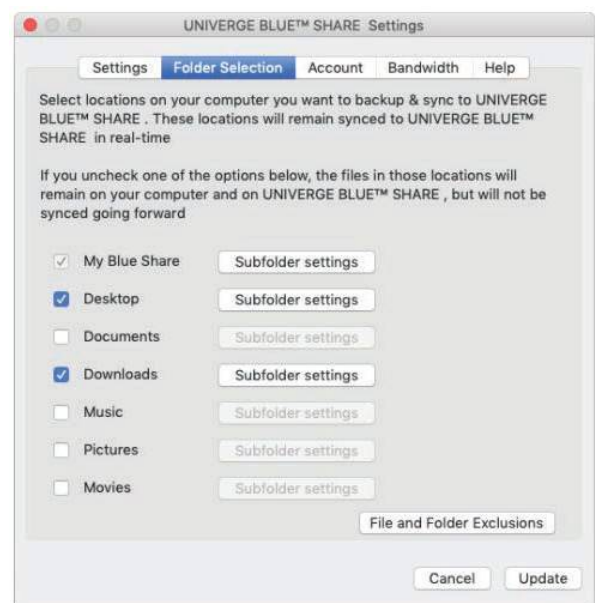 UNIVERGE BLUE™ SHARE Settings
Settings Folder Selection Account Bandwidth Help
Select locations on your computer you want to backup & sync to UNIVERGE
BLUE™ SHARE . These locations will remain synced to UNIVERGE BLUE™
SHARE in real-time
If you uncheck one of the options below, the files in those locations will
remain on your computer and on UNIVERGE BLUE™ SHARE , but will not be
synced going forward
My Blue Share Subfolder settings
Desktop Subfolder settings
Documents Subfolder settings
Downloads Subfolder settings
Music Subfolder settings
Pictures Subfolder settings
Movies Subfolder settings
File and Folder Exclusions
Cancel Update